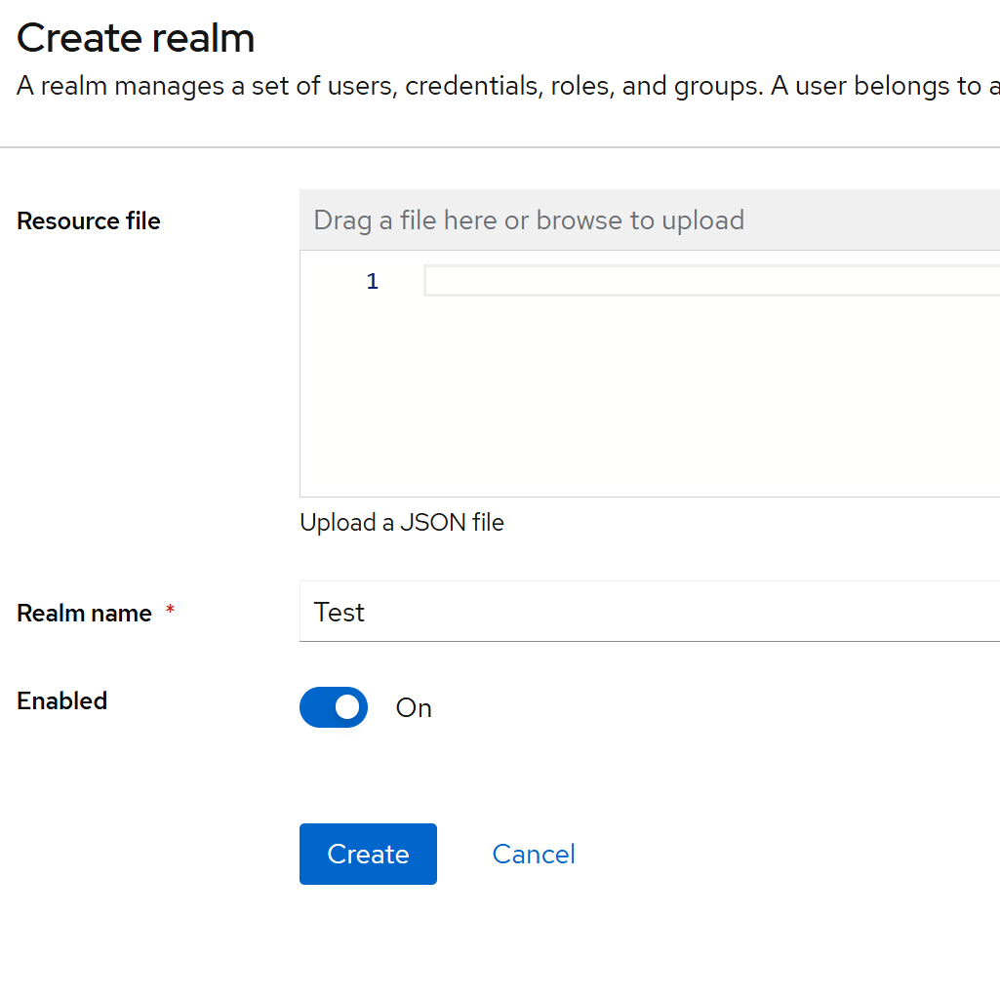 Create realm
A realm manages a set of users, credentials, roles, and groups. A user belongs to a
Resource file
Drag a file here or browse to upload
1
Upload a JSON file
Realm name *
Test
Enabled
On
Create Cancel